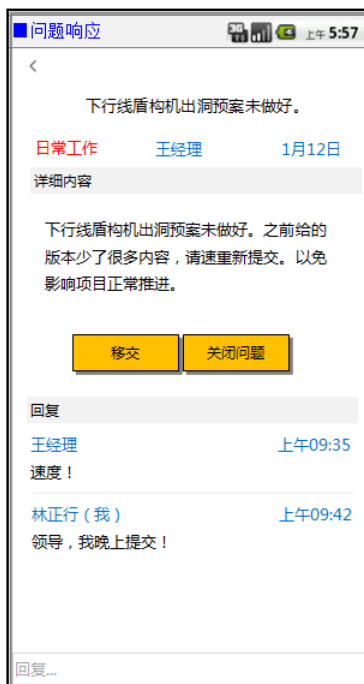 ■问题响应 3G 上午 5:57
<
下行线盾构机出洞预案未做好。
日常工作 王经理 1月12日
详细内容
下行线盾构机出洞预案未做好。之前给的
版本少了很多内容，请速重新提交。以免
影响项目正常推进。
移交 关闭问题
回复
王经理 上午09:35
速度！
林正行（我） 上午09:42
领导，我晚上提交！
回复...